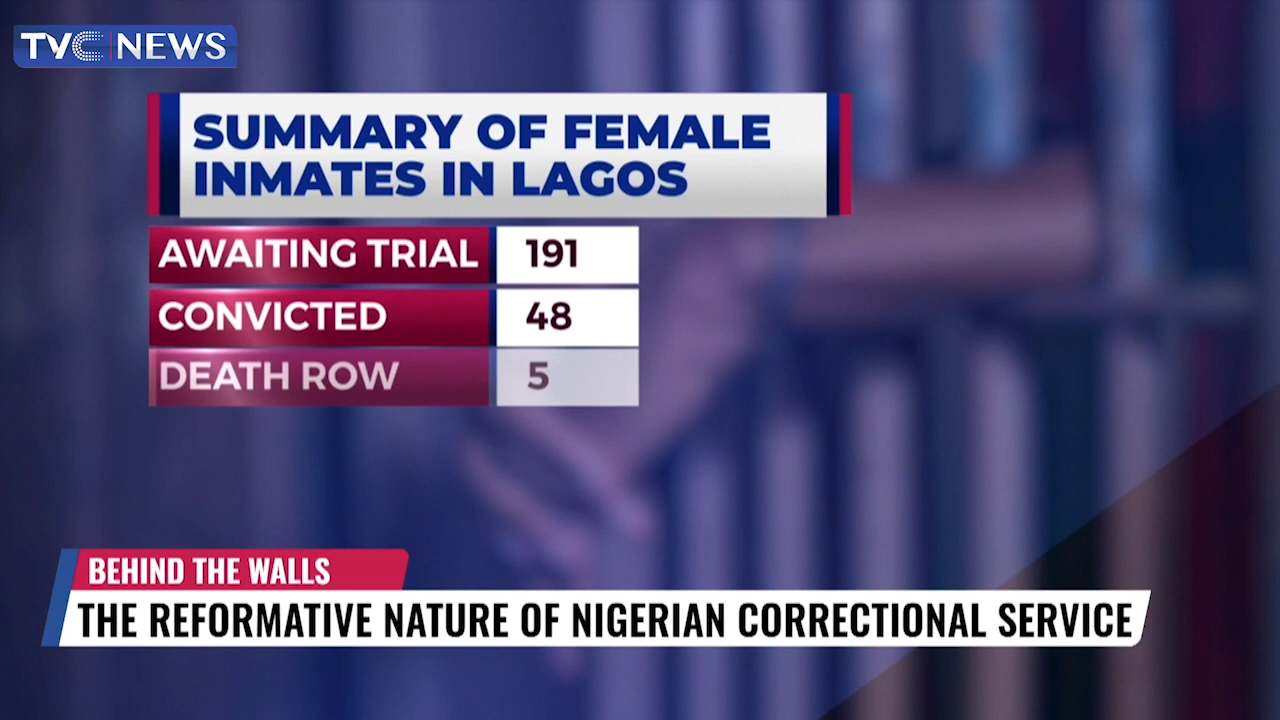 TVC NEWS
SUMMARY OF FEMALE
INMATES IN LAGOS
AWAITING TRIAL 191
CONVICTED 48
DEATH ROW 5
BEHIND THE WALLS
THE REFORMATIVE NATURE OF NIGERIAN CORRECTIONAL SERVICE